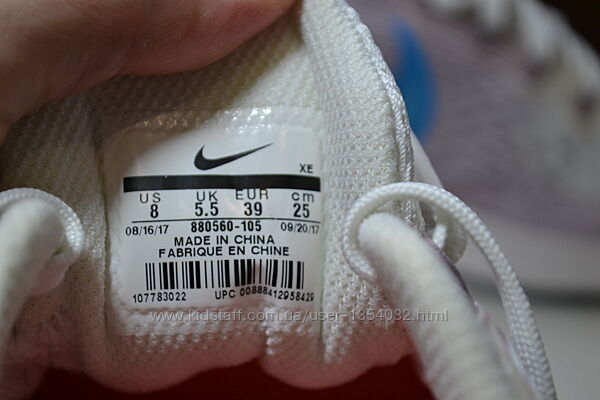 XE
US UK EUR cm
8 5.5 39 25
08/16/17 880560-105 09/20/17
MADE IN CHINA
FABRIQUE EN CHINE
107783022 UPC 00888412958429
www.kidstaff.com.ua/user-1354082.html